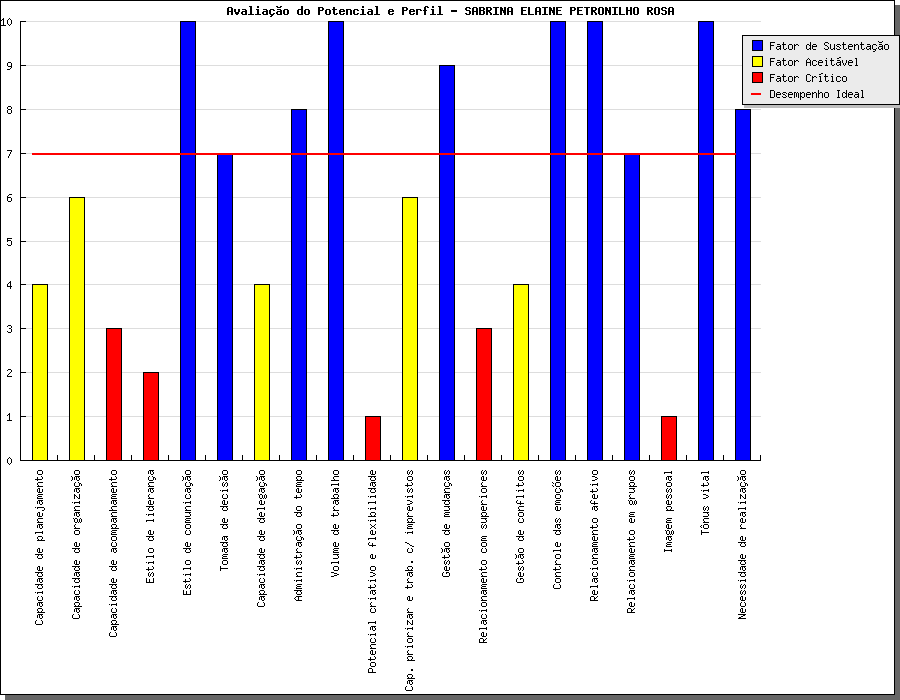 Avaliação do Potencial e Perfil - SABRINA ELAINE PETRONILHO ROSA
Fator de Sustentação
Fator Aceitável
Fator Crítico
Desempenho Ideal
10
9
8
7
6
5
4
3
2
1
0
Capacidade de planejamento
Capacidade de organização
Capacidade de acompanhamento
Estilo de liderança
Estilo de comunicação
Tomada de decisão
Capacidade de delegação
Administração do tempo
Volume de trabalho
Potencial criativo e flexibilidade
Cap. priorizar e trab. c/ imprevistos
Gestão de mudanças
Relacionamento com superiores
Gestão de conflitos
Controle das emoções
Relacionamento afetivo
Relacionamento em grupos
Imagem pessoal
Tônus vital
Necessidade de realização